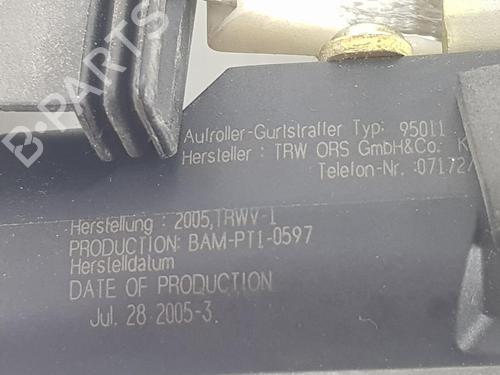 B-PARTS
Aufroller-Gurtstraffer Typ: 95011
Hersteller : TRW ORS GmbH&Co. K
Telefon-Nr. :07172/
Herstellung : 2005,TRWV-1
PRODUCTION: BAM-PT1-0597
Herstelldatum
DATE OF PRODUCTION
Jul. 28 2005-3